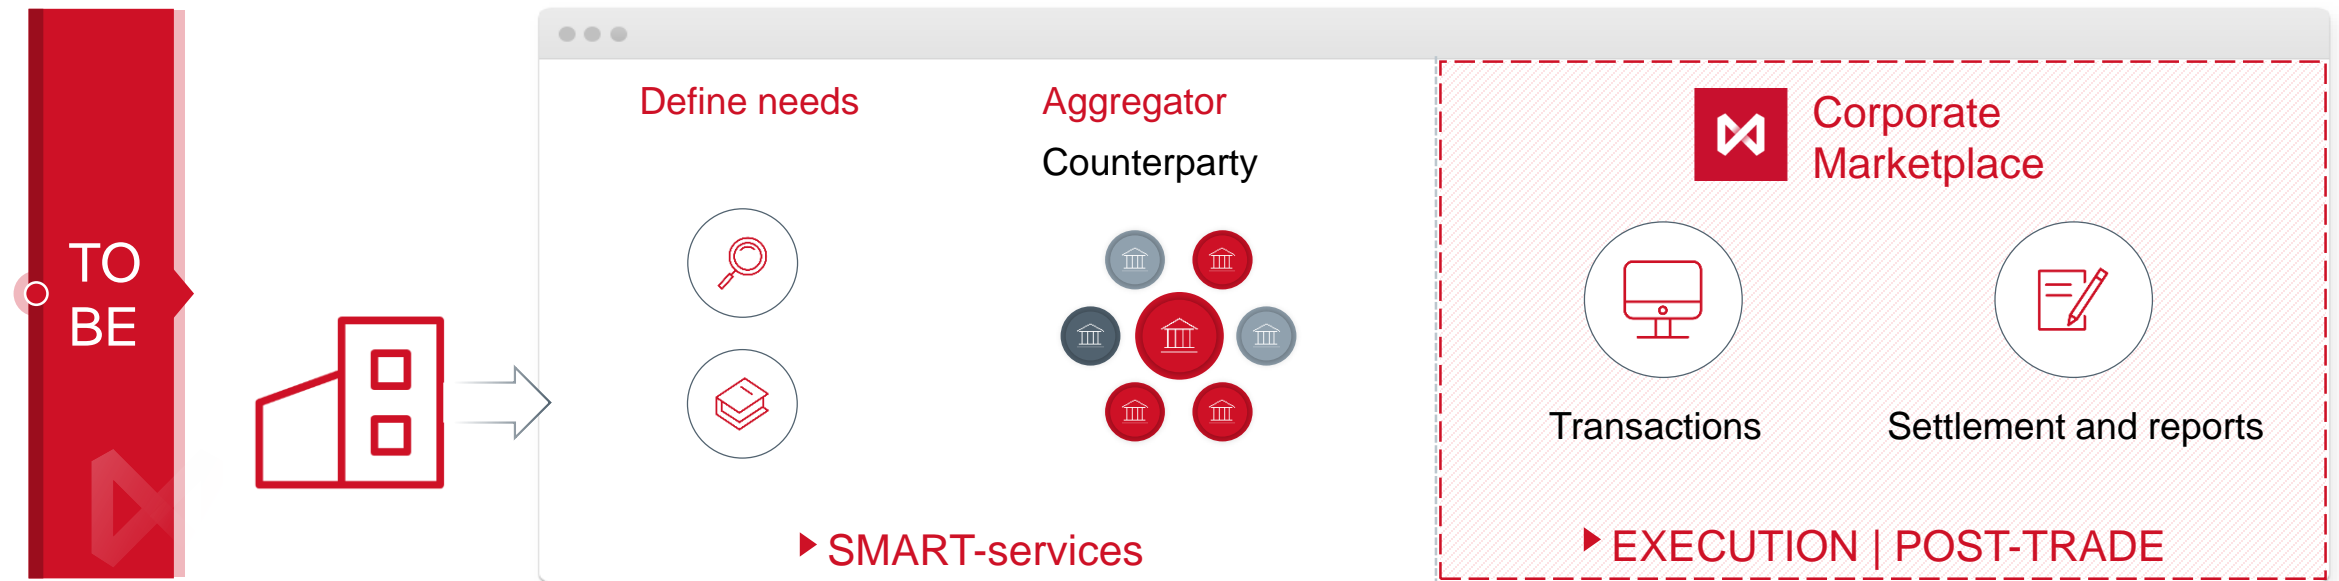 TO
BE
Define needs
Aggregator
Counterparty
SMART-services
Corporate
Marketplace
Transactions
Settlement and reports
EXECUTION | POST-TRADE